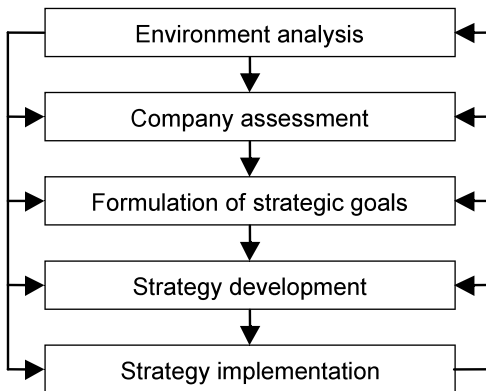 Environment analysis
Company assessment
Formulation of strategic goals
Strategy development
Strategy implementation